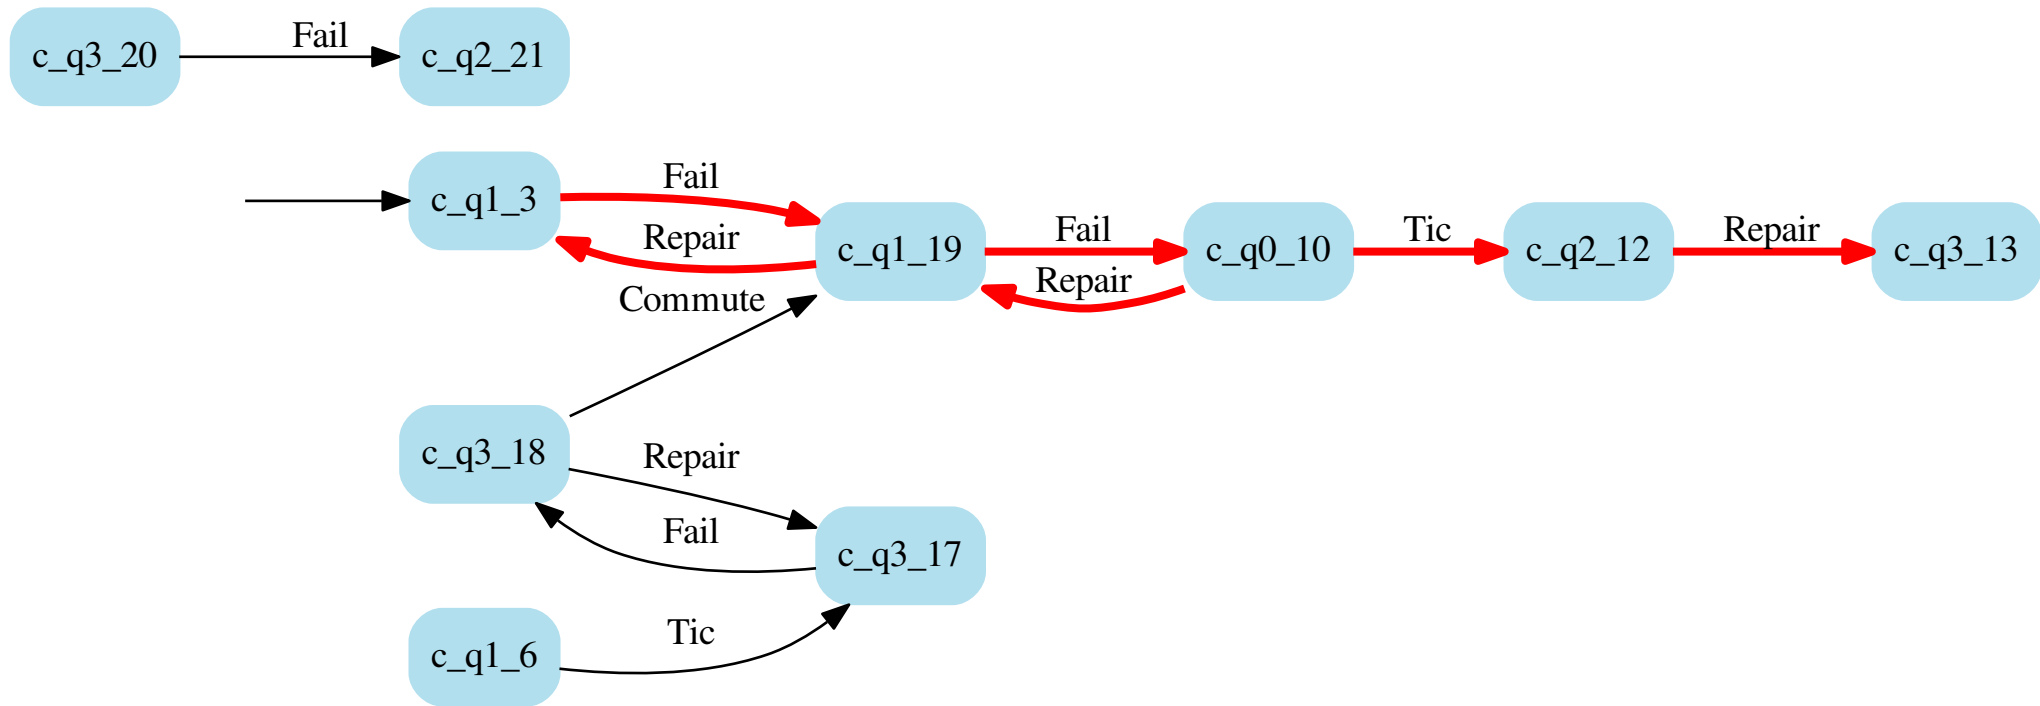 Fail
c_q3_20
c_q2_21
Fail
c_q1_3
Repair
Fail
Tic
Repair
c_q1_19
c_q0_10
c_q2_12
c_q3_13
Repair
Commute
c_q3_18
Repair
Fail
c_q3_17
Tic
c_q1_6